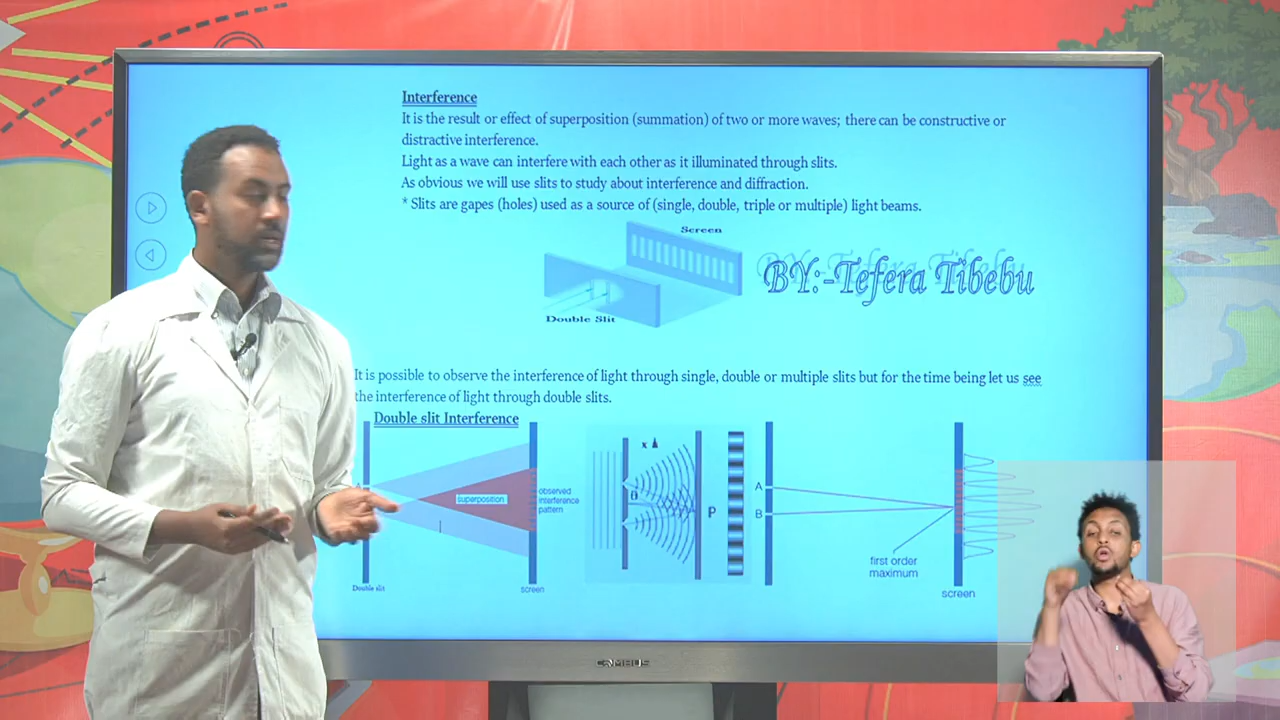 Interference
It is the result or effect of superposition (summation) of two or more waves; there can be constructive or
distractive interference.
Light as a wave can interfere with each other as it illuminated through slits.
As obvious we will use slits to study about interference and diffraction.
* Slits are gapes (holes) used as a source of (single, double, triple or multiple) light beams.
Screen
Double Slit
BY:-Tefera Tibebu
It is possible to observe the interference of light through single, double or multiple slits but for the time being let us see
the interference of light through double slits.
Double slit Interference
superposition
observed
interference
pattern
Double slit
screen
x
θ
P
A
B
first order
maximum
screen
CAMBUS